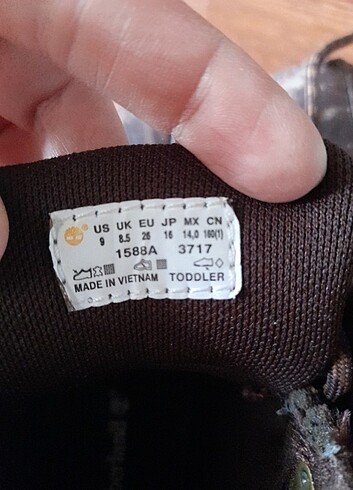 US UK EU JP MX CN
9 8.5 26 16 14,0 160(1)
1588A 3717
MADE IN VIETNAM TODDLER